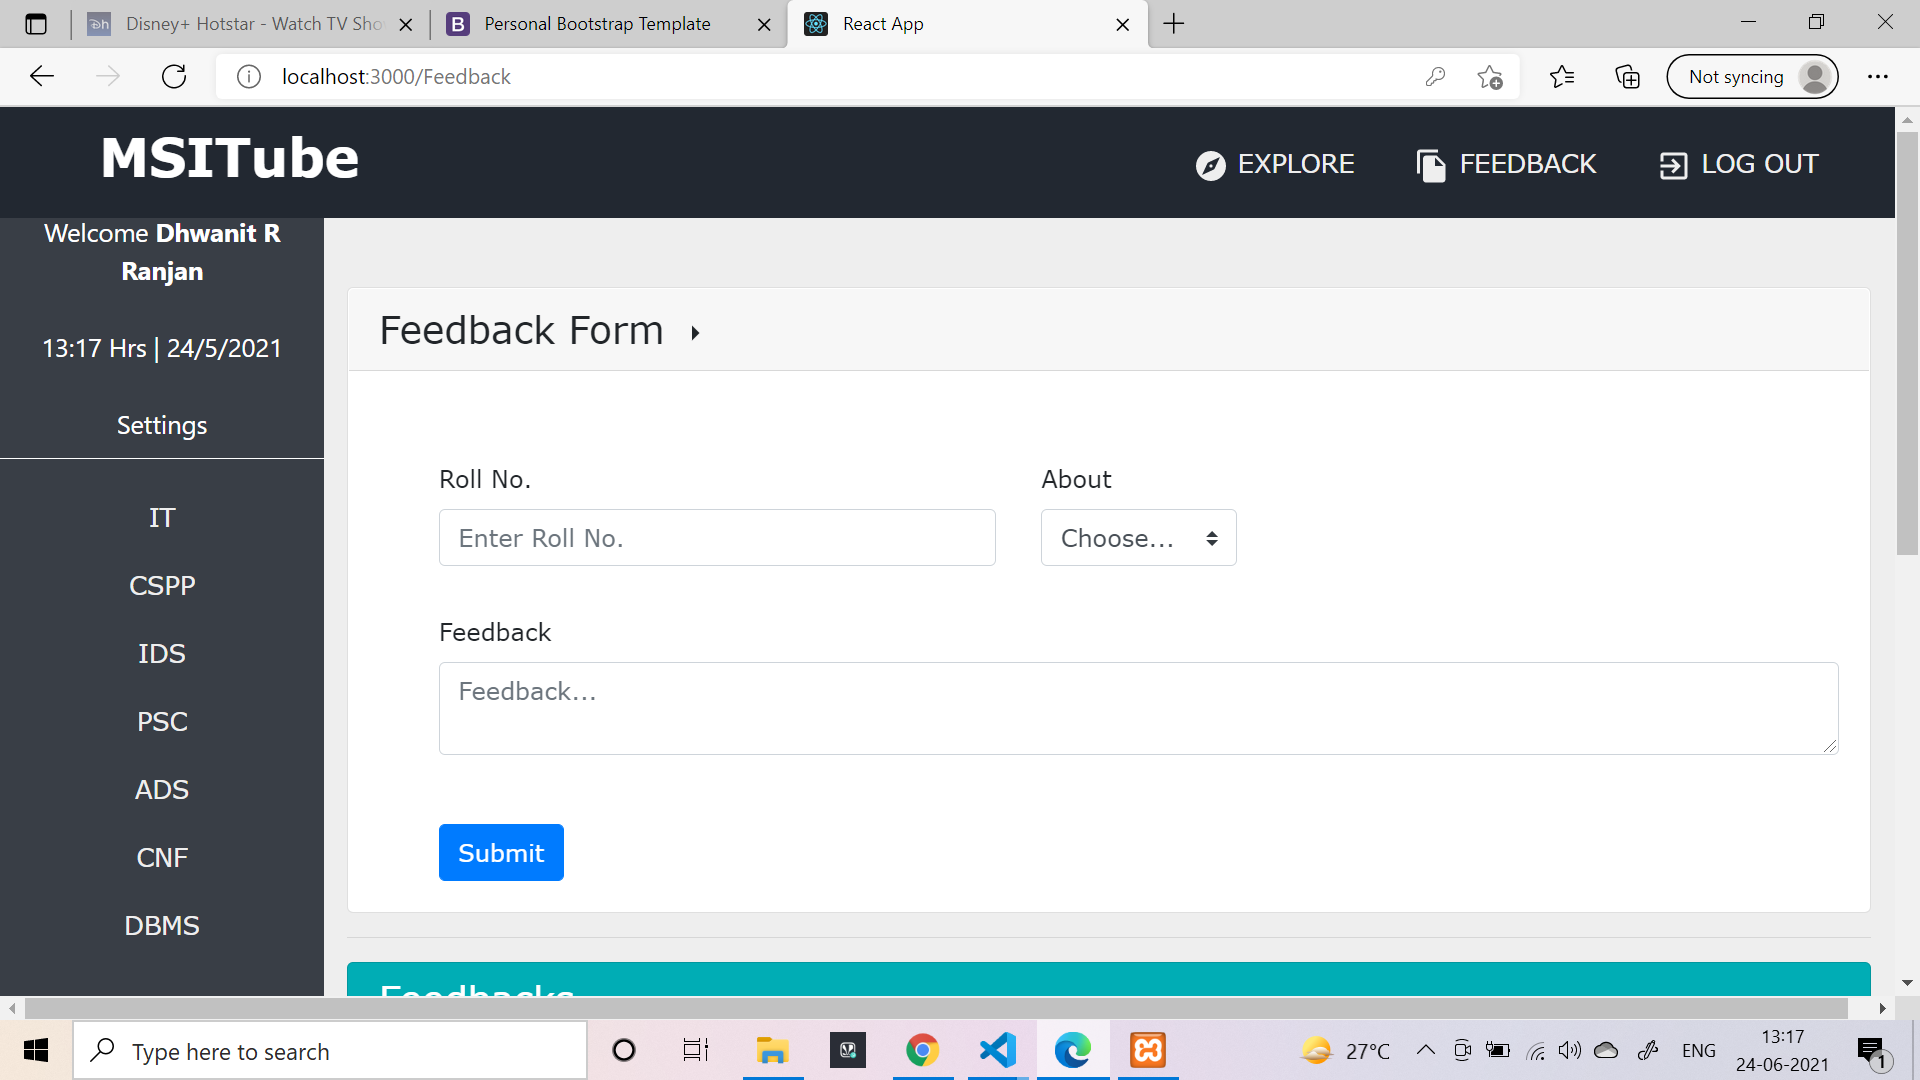 Disney+ Hotstar - Watch TV Sho
Personal Bootstrap Template
React App
localhost:3000/Feedback
Not syncing
MSITube
EXPLORE
FEEDBACK
LOG OUT
Welcome Dhwanit R
Ranjan
13:17 Hrs | 24/5/2021
Settings
IT
CSPP
IDS
PSC
ADS
CNF
DBMS
Feedback Form
Roll No.
About
Enter Roll No.
Choose...
Feedback
Feedback...
Submit
Feedbacks
Type here to search
27°C
ENG
13:17
24-06-2021
1